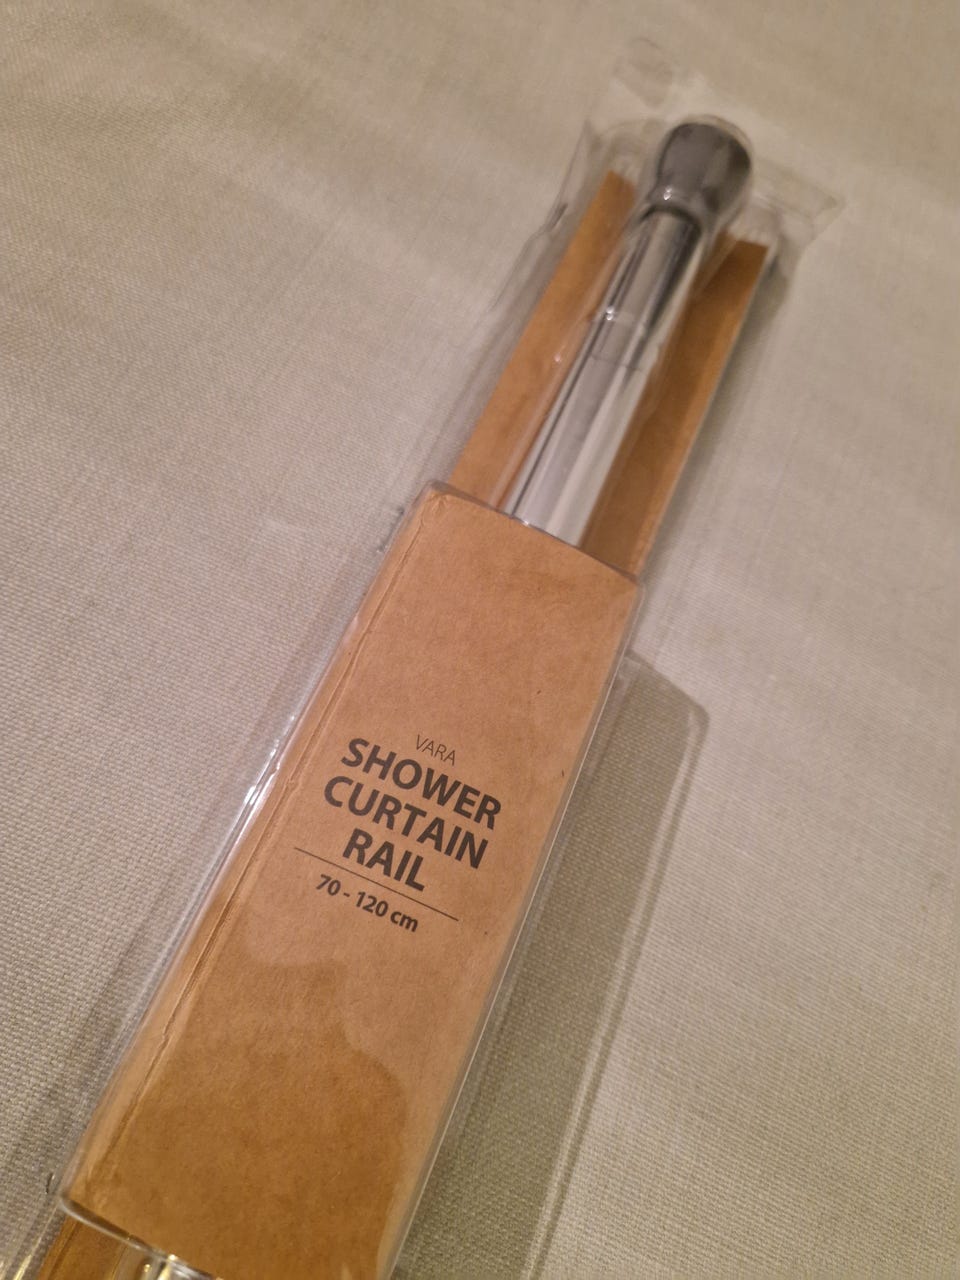 VARA
SHOWER
CURTAIN
RAIL
70 - 120 cm